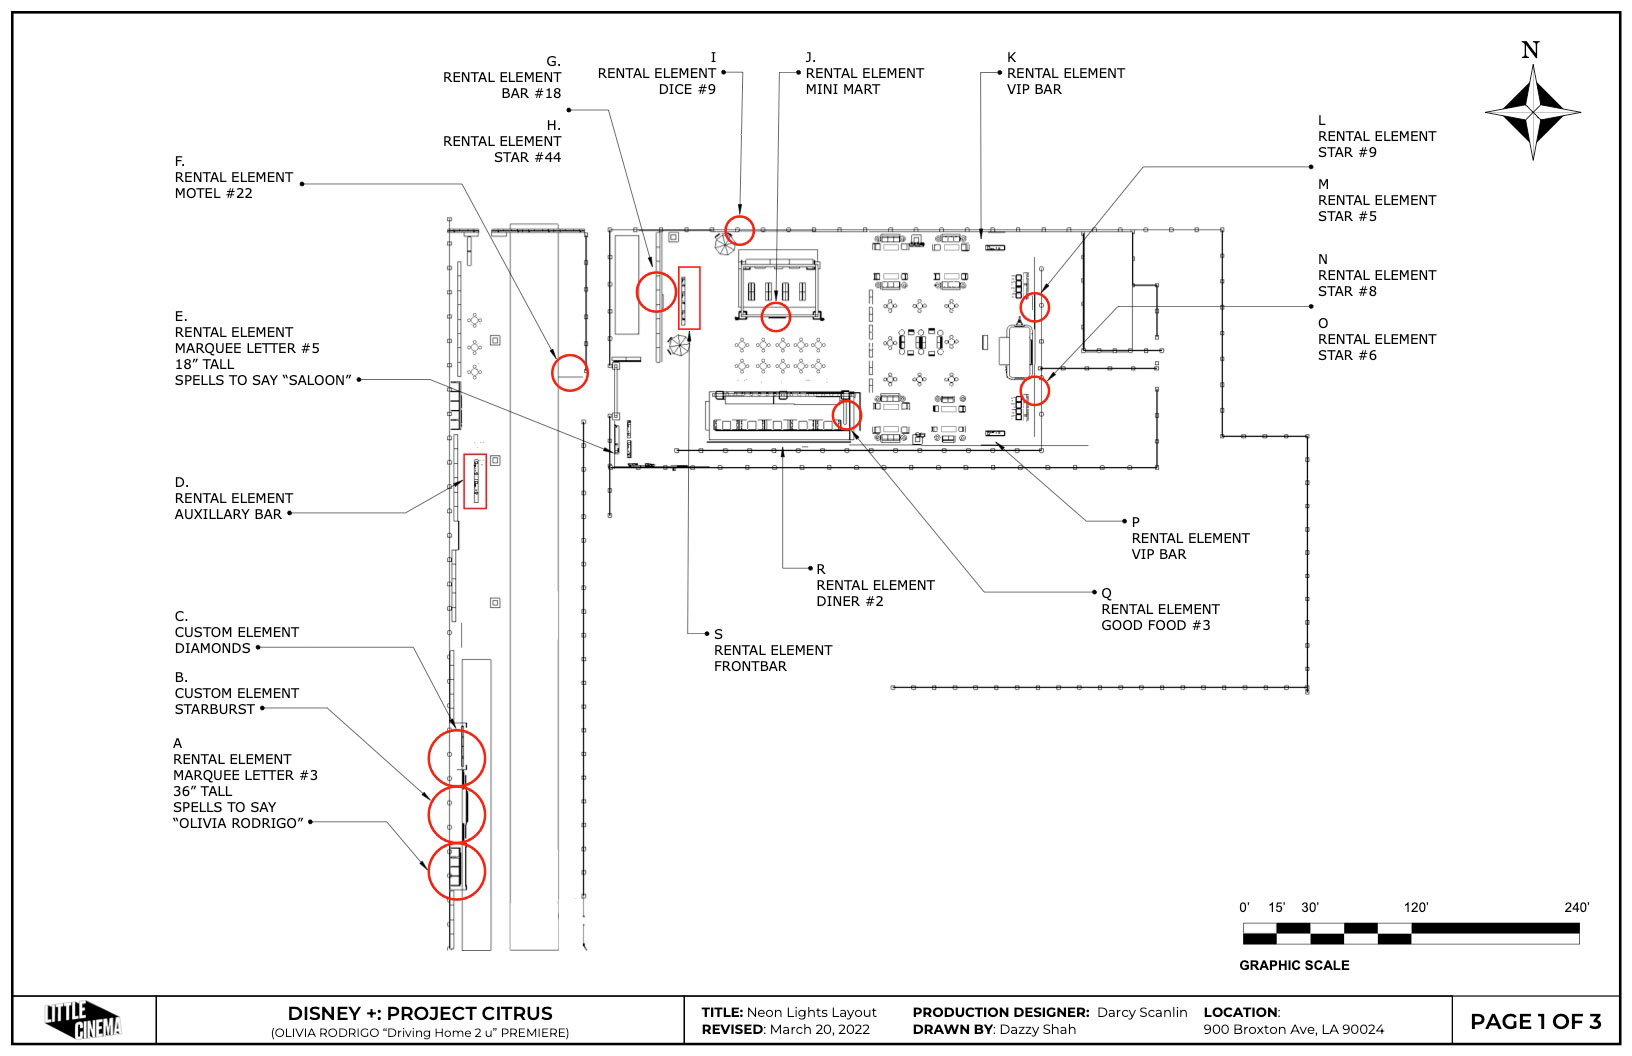 G.
RENTAL ELEMENT
BAR #18
H.
RENTAL ELEMENT
STAR #44
I
RENTAL ELEMENT
DICE #9
J.
RENTAL ELEMENT
MINI MART
K
RENTAL ELEMENT
VIP BAR
N
L
RENTAL ELEMENT
STAR #9
M
RENTAL ELEMENT
STAR #5
N
RENTAL ELEMENT
STAR #8
O
RENTAL ELEMENT
STAR #6
F.
RENTAL ELEMENT
MOTEL #22
E.
RENTAL ELEMENT
MARQUEE LETTER #5
18” TALL
SPELLS TO SAY “SALOON”
D.
RENTAL ELEMENT
AUXILLARY BAR
C.
CUSTOM ELEMENT
DIAMONDS
B.
CUSTOM ELEMENT
STARBURST
A
RENTAL ELEMENT
MARQUEE LETTER #3
36” TALL
SPELLS TO SAY
“OLIVIA RODRIGO”
P
RENTAL ELEMENT
VIP BAR
R
RENTAL ELEMENT
DINER #2
Q
RENTAL ELEMENT
GOOD FOOD #3
S
RENTAL ELEMENT
FRONTBAR
0’ 15’ 30’ 120’ 240’
GRAPHIC SCALE
LITTLE
CINEMA
DISNEY +: PROJECT CITRUS
(OLIVIA RODRIGO “Driving Home 2 u” PREMIERE)
TITLE: Neon Lights Layout
REVISED: March 20, 2022
PRODUCTION DESIGNER: Darcy Scanlin
DRAWN BY: Dazzy Shah
LOCATION:
900 Broxton Ave, LA 90024
PAGE 1 OF 3